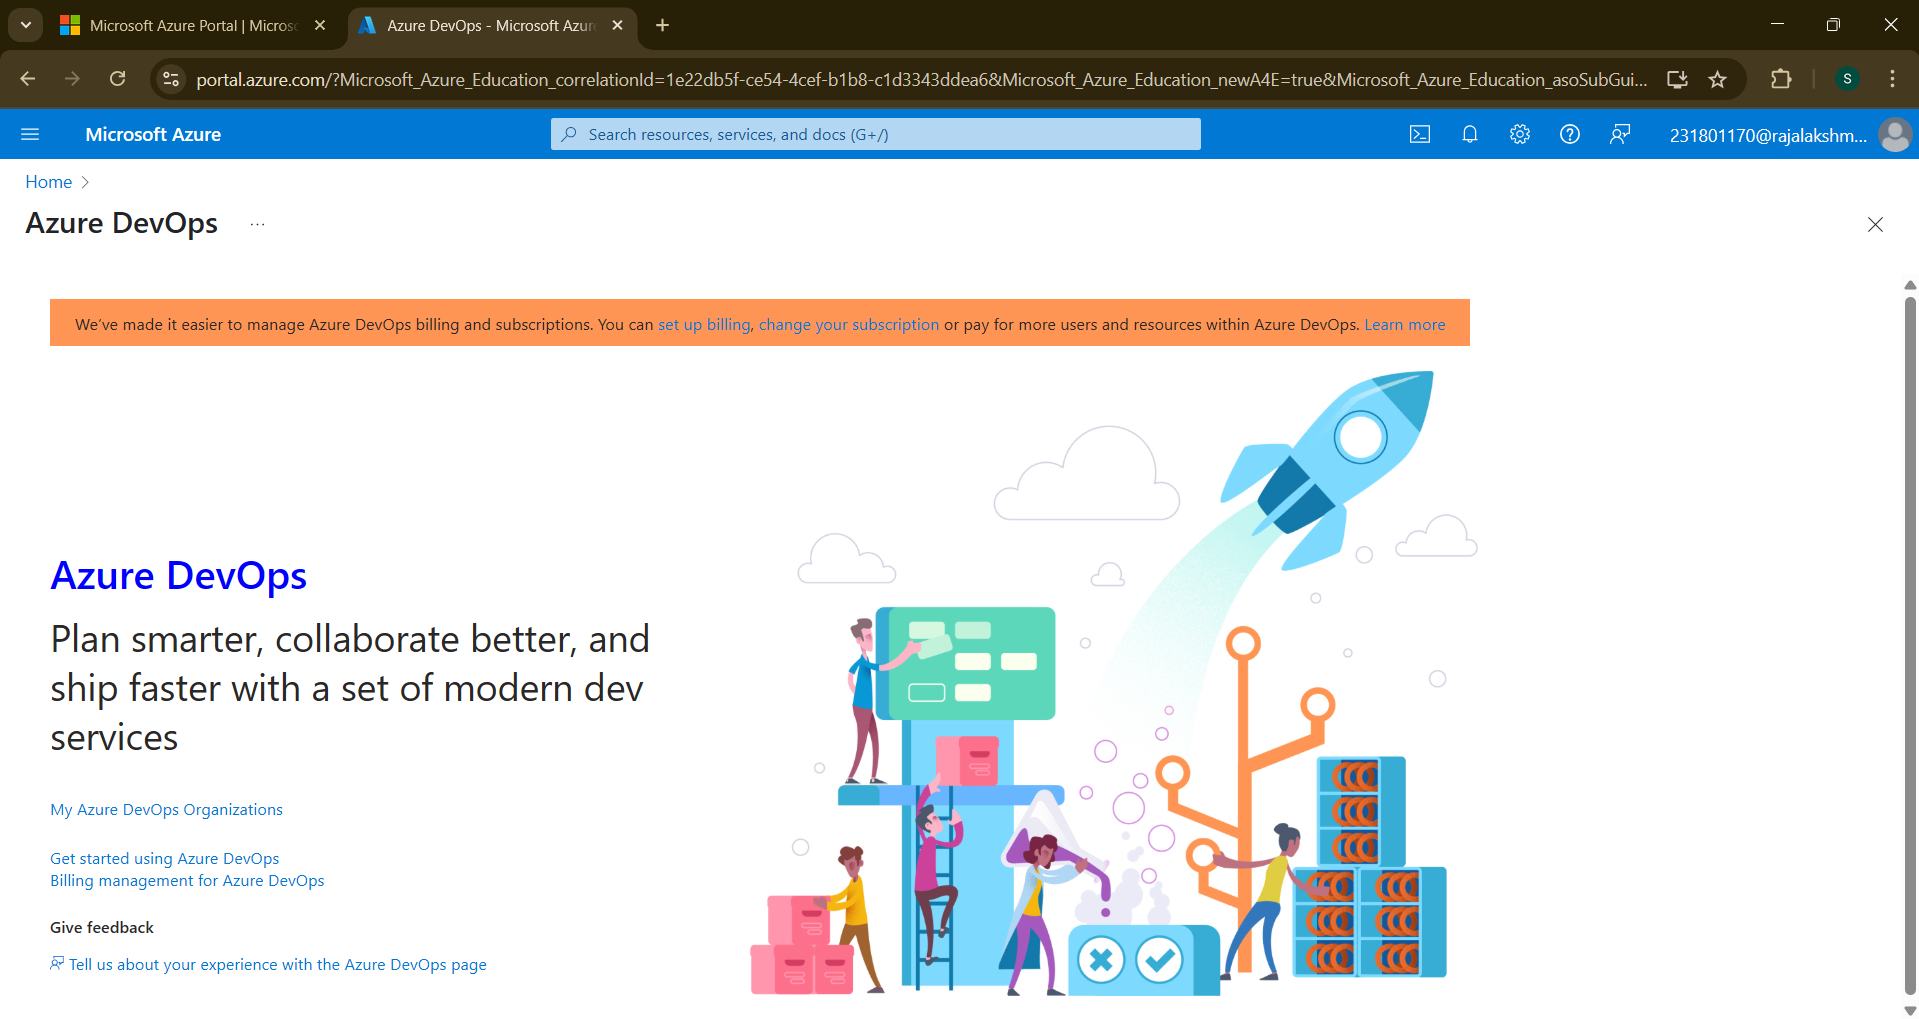 Microsoft Azure Portal | Micros
Azure DevOps - Microsoft Azur
portal.azure.com/?Microsoft_Azure_Education_correlationId=1e22db5f-ce54-4cef-b1b8-c1d3343ddea6&Microsoft_Azure_Education_newA4E=true&Microsoft_Azure_Education_asoSubGui...
S
Microsoft Azure
Search resources, services, and docs (G+/)
231801170@rajalakshm...
Home
Azure DevOps
...
We've made it easier to manage Azure DevOps billing and subscriptions. You can set up billing, change your subscription or pay for more users and resources within Azure DevOps. Learn more
Azure DevOps
Plan smarter, collaborate better, and
ship faster with a set of modern dev
services
My Azure DevOps Organizations
Get started using Azure DevOps
Billing management for Azure DevOps
Give feedback
Tell us about your experience with the Azure DevOps page